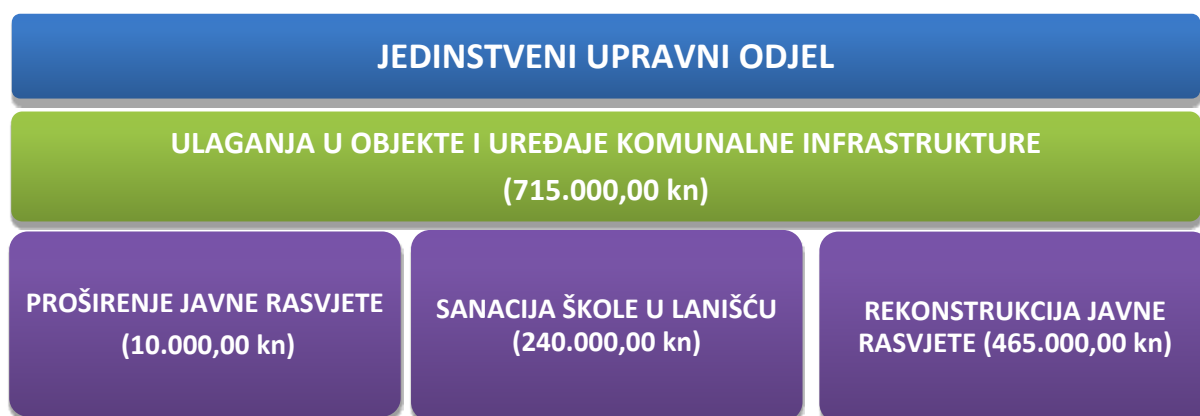 JEDINSTVENI UPRAVNI ODJEL
ULAGANJA U OBJEKTE I UREĐAJE KOMUNALNE INFRASTRUKTURE
(715.000,00 kn)
PROŠIRENJE JAVNE RASVJETE
(10.000,00 kn)
SANACIJA ŠKOLE U LANIŠĆU
(240.000,00 kn)
REKONSTRUKCIJA JAVNE
RASVJETE (465.000,00 kn)